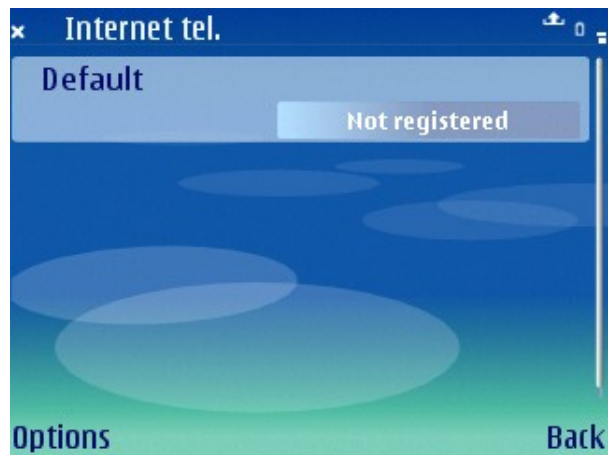 Internet tel.
Default
Not registered
Options
Back